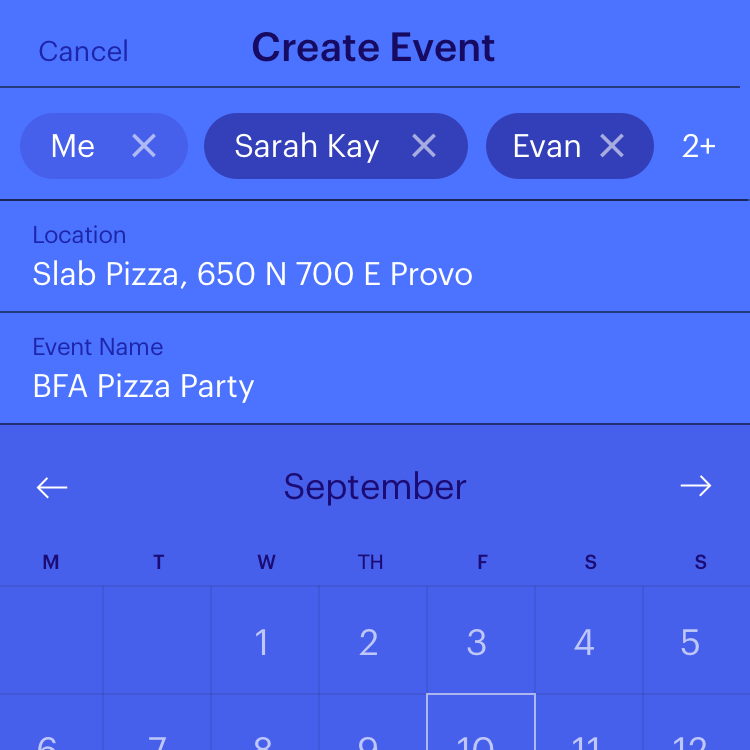 Cancel Create Event
Me Sarah Kay Evan 2+
Location
Slab Pizza, 650 N 700 E Provo
Event Name
BFA Pizza Party
September
M T W TH F S S
1 2 3 4 5
6 7 8 9 10 11 12